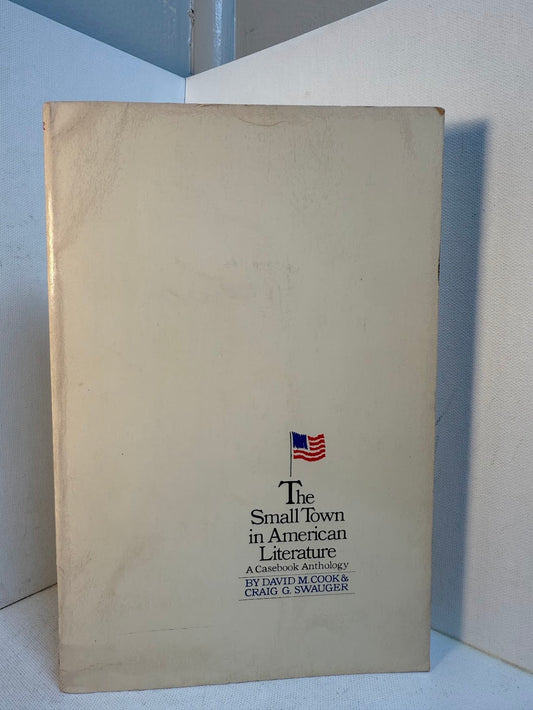 The
Small Town
in American
Literature
A Casebook Anthology
BY DAVID M. COOK &
CRAIG G. SWAUGER